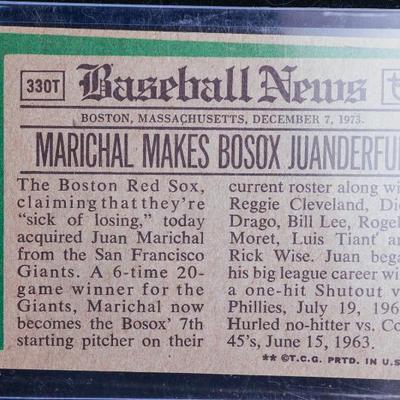 330T
Baseball News
BOSTON, MASSACHUSETTS, DECEMBER 7, 1973.
MARICHAL MAKES BOSOX JUANDERFU
The Boston Red Sox,
claiming that they're
"sick of losing," today
acquired Juan Marichal
from the San Francisco
Giants. A 6-time 20-
game winner for the
Giants, Marichal now
becomes the Bosox' 7th
starting pitcher on their
current roster along wi
Reggie Cleveland, Di
Drago, Bill Lee, Rogel
Moret, Luis Tiant an
Rick Wise. Juan bega
his big league career wi
a one-hit Shutout v
Phillies, July 19, 196
Hurled no-hitter vs. Co
45's, June 15, 1963.
** ©T.C.G. PRTD. IN U.S